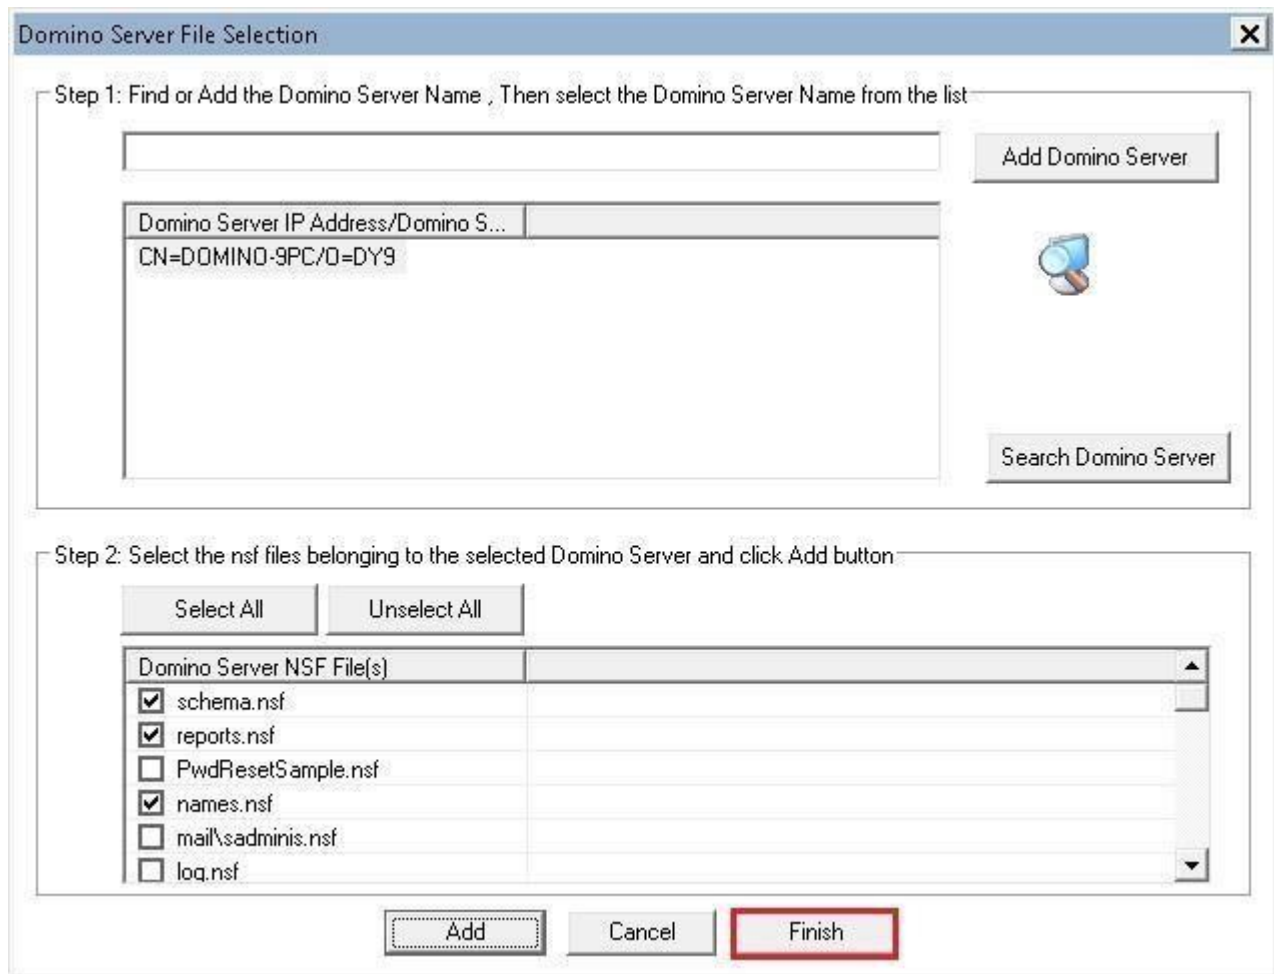 Domino Server File Selection
Step 1: Find or Add the Domino Server Name , Then select the Domino Server Name from the list
Add Domino Server
Domino Server IP Address/Domino S...
CN=DOMINO-9PC/O=DY9
Search Domino Server
Step 2: Select the nsf files belonging to the selected Domino Server and click Add button
Select All Unselect All
Domino Server NSF File(s)
schema.nsf
reports.nsf
PwdResetSample.nsf
names.nsf
mail\sadminis.nsf
log.nsf
Add Cancel Finish